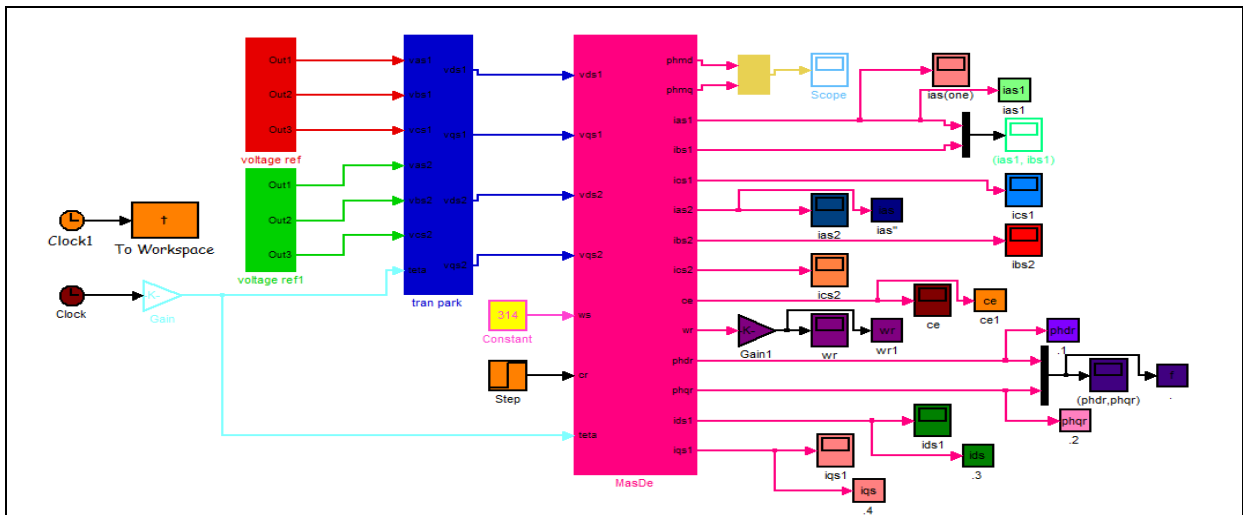 Out1
Out2
Out3
voltage ref
Out1
Out2
Out3
voltage ref1
Clock1
t
To Workspace
Clock
-K-
Gain
vas1
vbs1
vcs1
vas2
vbs2
vcs2
teta
vds1
vqs1
vds2
vqs2
tran park
314
Constant
Step
vds1
vqs1
vds2
vqs2
ws
cr
teta
phmd
phmq
ias1
ibs1
ias2
ibs2
ics2
ce
wr
phdr
phqr
ids1
iqs1
MasDe
Scope
ias(one)
ias1
ias1
(ias1, ibs1)
ics1
ias2
ias"
ibs2
ics2
ce
ce
ce1
-K-
Gain1
wr
wr
wr1
phdr
.1
(phdr,phqr)
.
phqr
.2
ids1
ids
.3
iqs1
iqs
.4